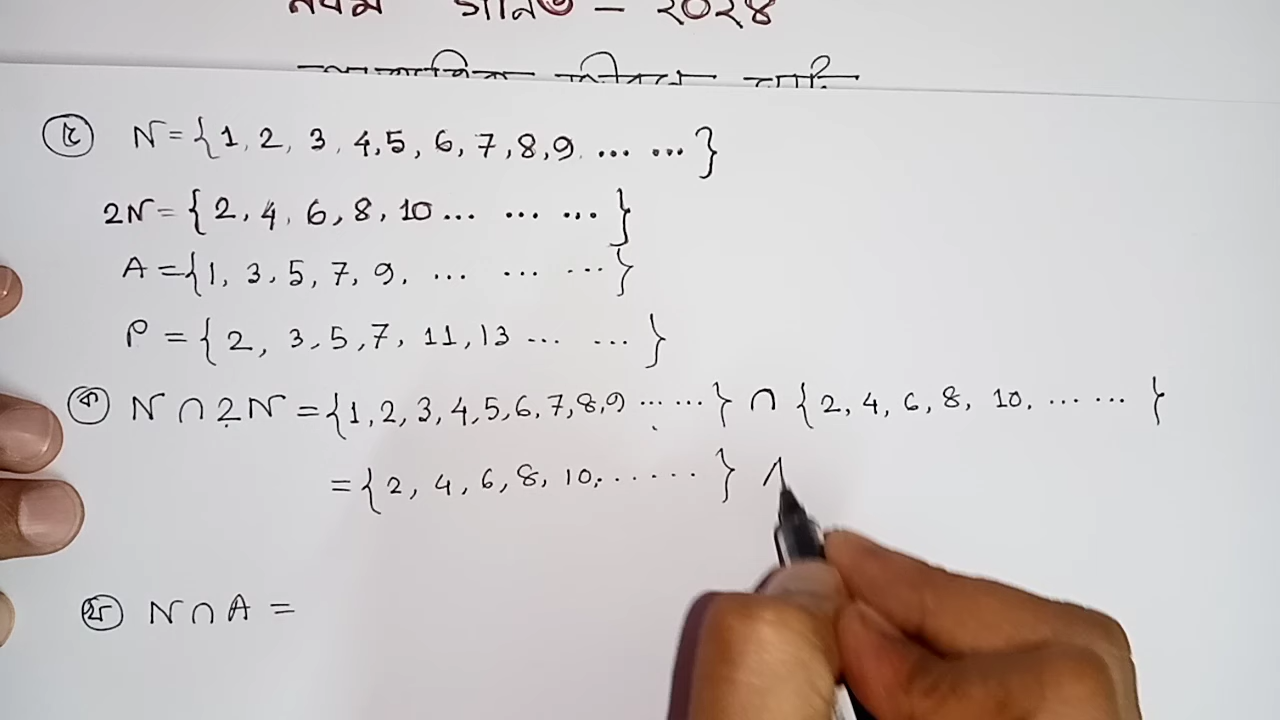 গণিত – ২০২৪
N = {1, 2, 3, 4, 5, 6, 7, 8, 9, ... ... }
2N = { 2, 4, 6, 8, 10 ... ... ... }
A = {1, 3, 5, 7, 9, ... ... ... }
P = { 2, 3, 5, 7, 11, 13 ... ... }
ক N ∩ 2N = {1, 2, 3, 4, 5, 6, 7, 8, 9 ... ... } ∩ { 2, 4, 6, 8, 10, ... ... }
= { 2, 4, 6, 8, 10, ...... }
খ N ∩ A =